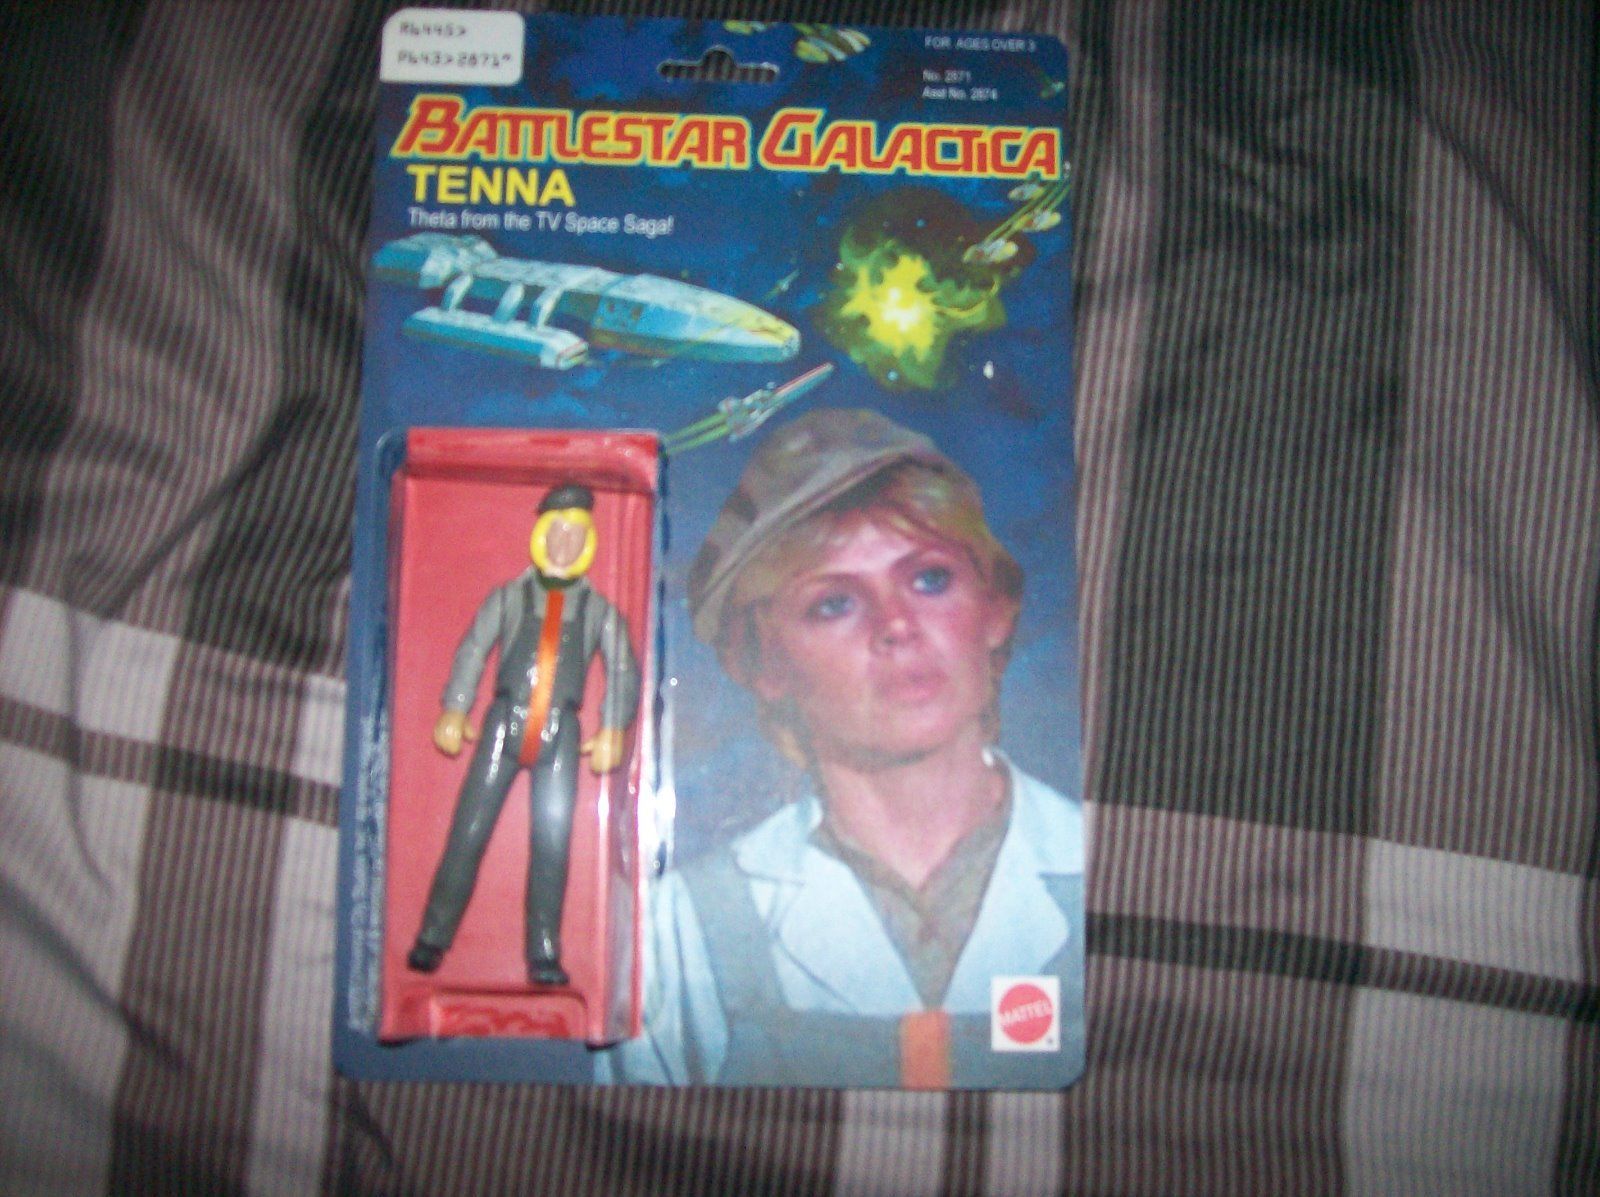 R6445>
P643>2871"
FOR AGES OVER 3
No. 2871
Asst No. 2874
BATTLESTAR GALACTICA
TENNA
Theta from the TV Space Saga!
MATTEL